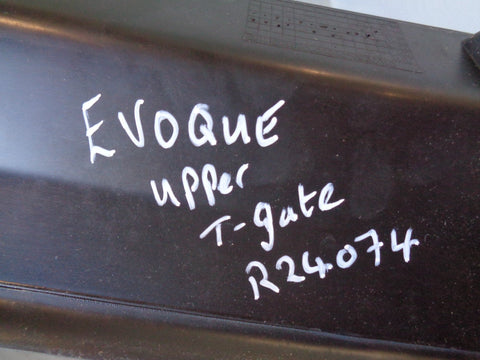 EVOQUE
upper
T-gate
R24074